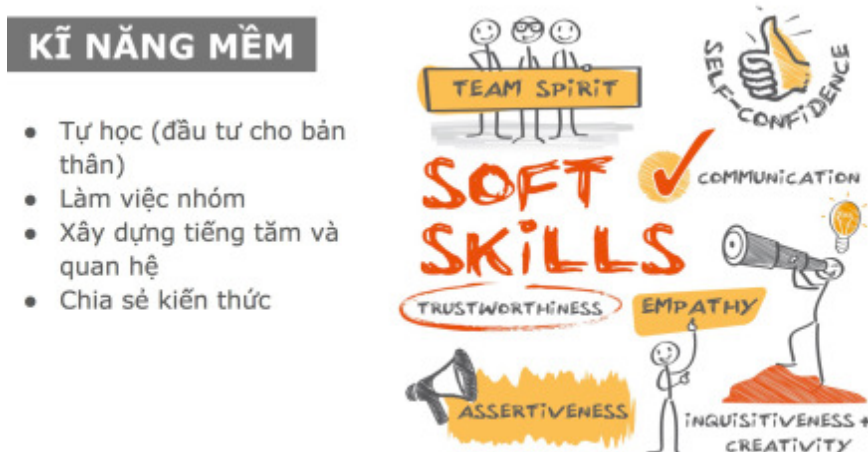 KĨ NĂNG MỀM
● Tự học (đầu tư cho bản
thân)
● Làm việc nhóm
● Xây dựng tiếng tăm và
quan hệ
● Chia sẻ kiến thức
TEAM SPiRiT
SELF-CONFiDENCE
SOFT
SKiLLS
COMMUNiCATiON
TRUSTWORTHiNESS
EMPATHY
ASSERTiVENESS
iNQUiSiTiVENESS +
CREATiViTY